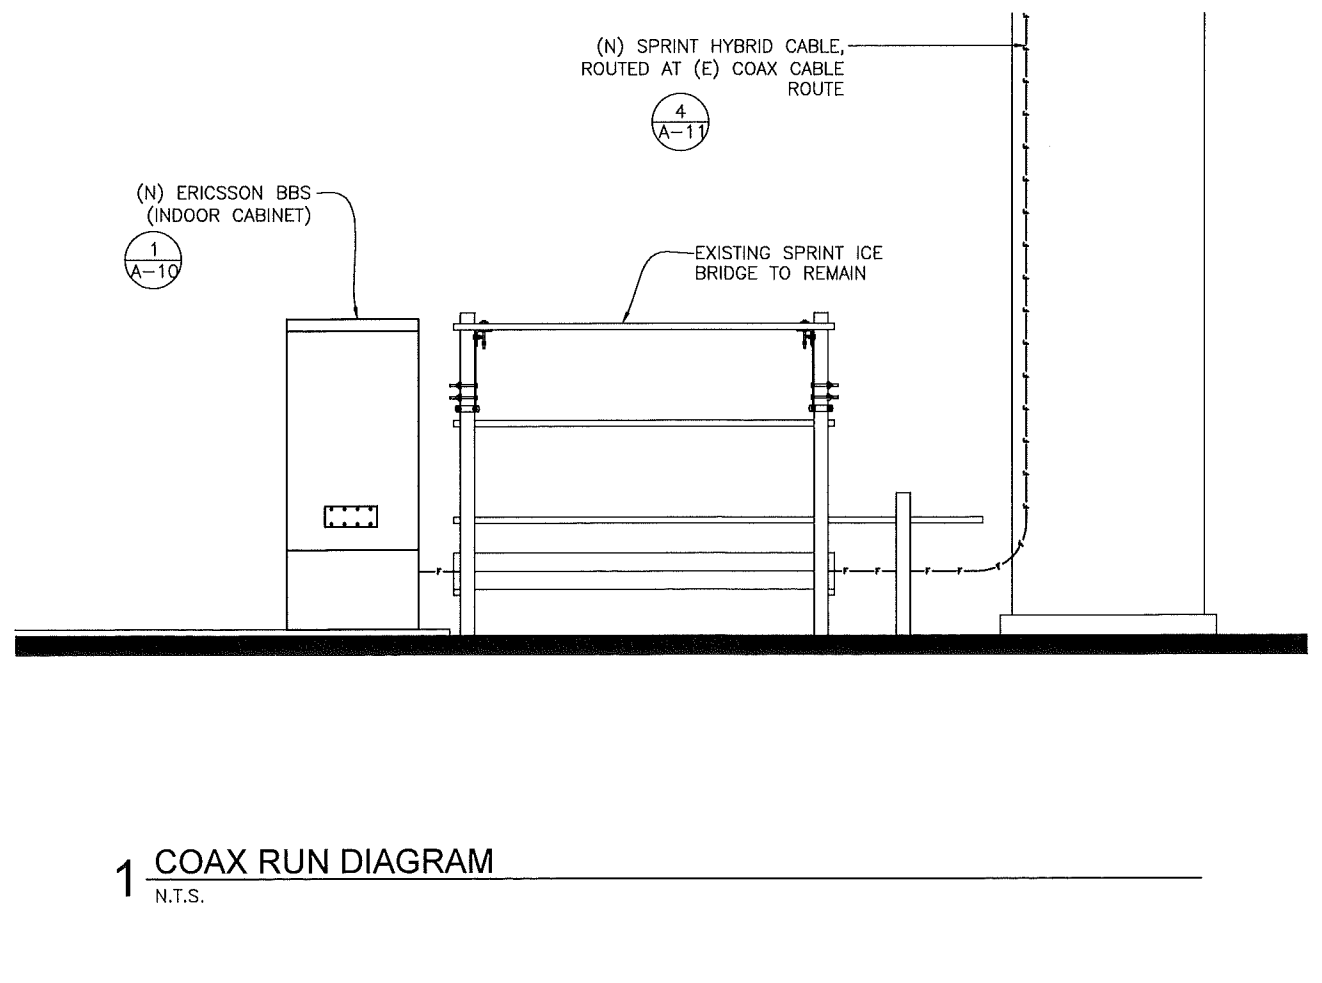 (N) SPRINT HYBRID CABLE,
ROUTED AT (E) COAX CABLE
ROUTE
4
A-11
(N) ERICSSON BBS
(INDOOR CABINET)
1
A-10
EXISTING SPRINT ICE
BRIDGE TO REMAIN
1 COAX RUN DIAGRAM
N.T.S.